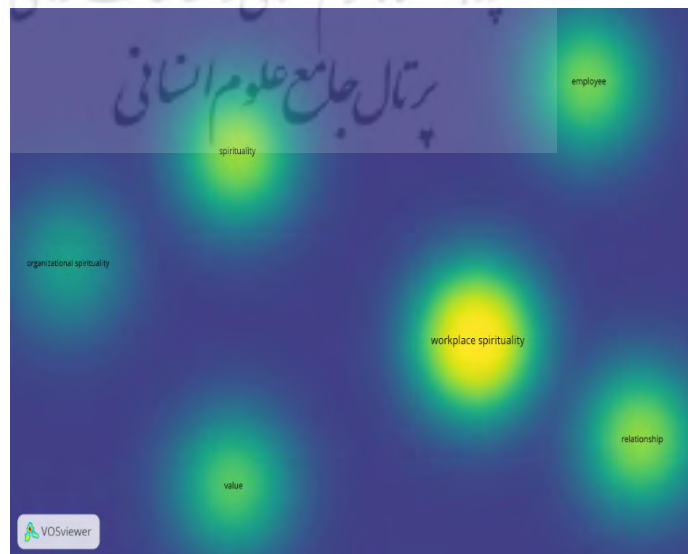 پرتال جامع علوم انسانی
employee
spirituality
organizational spirituality
workplace spirituality
relationship
value
VOSviewer